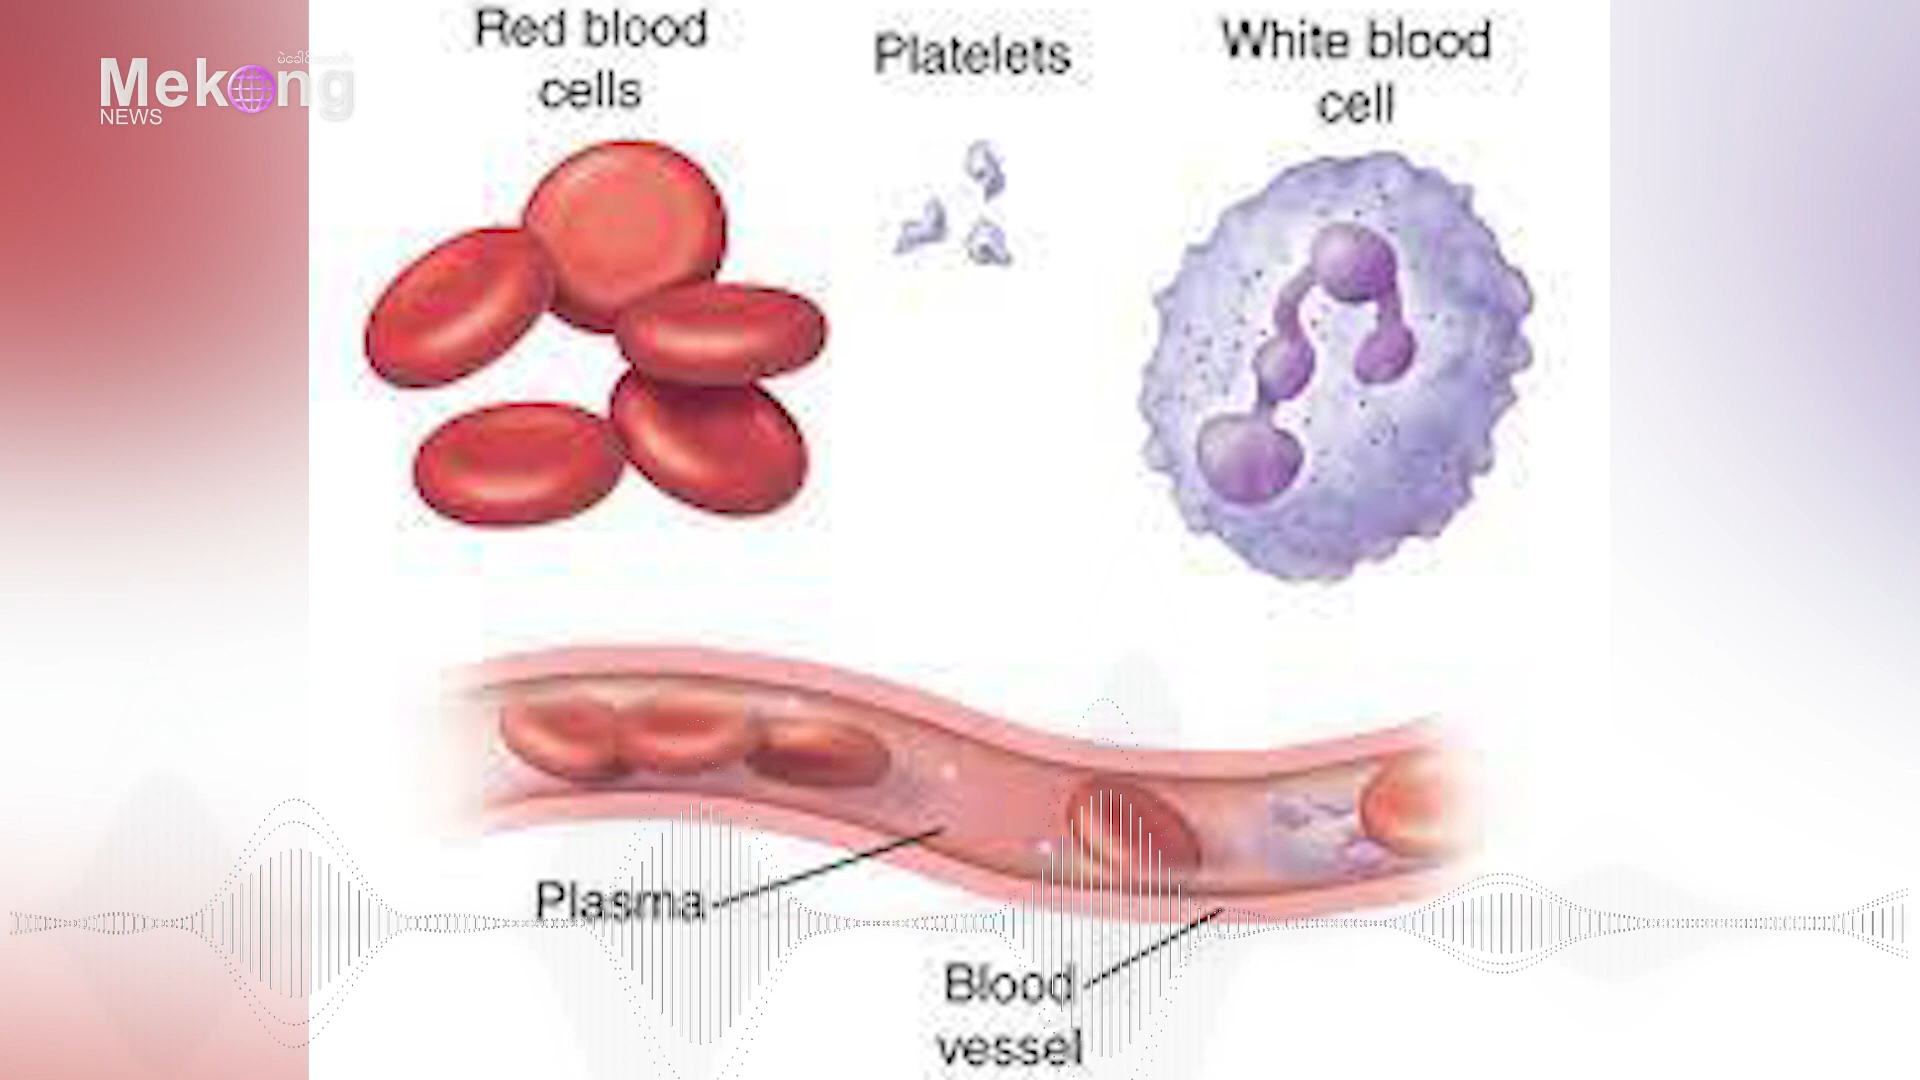 Red blood
cells
Platelets
White blood
cell
Mekong
NEWS
Plasma
Blood
vessel